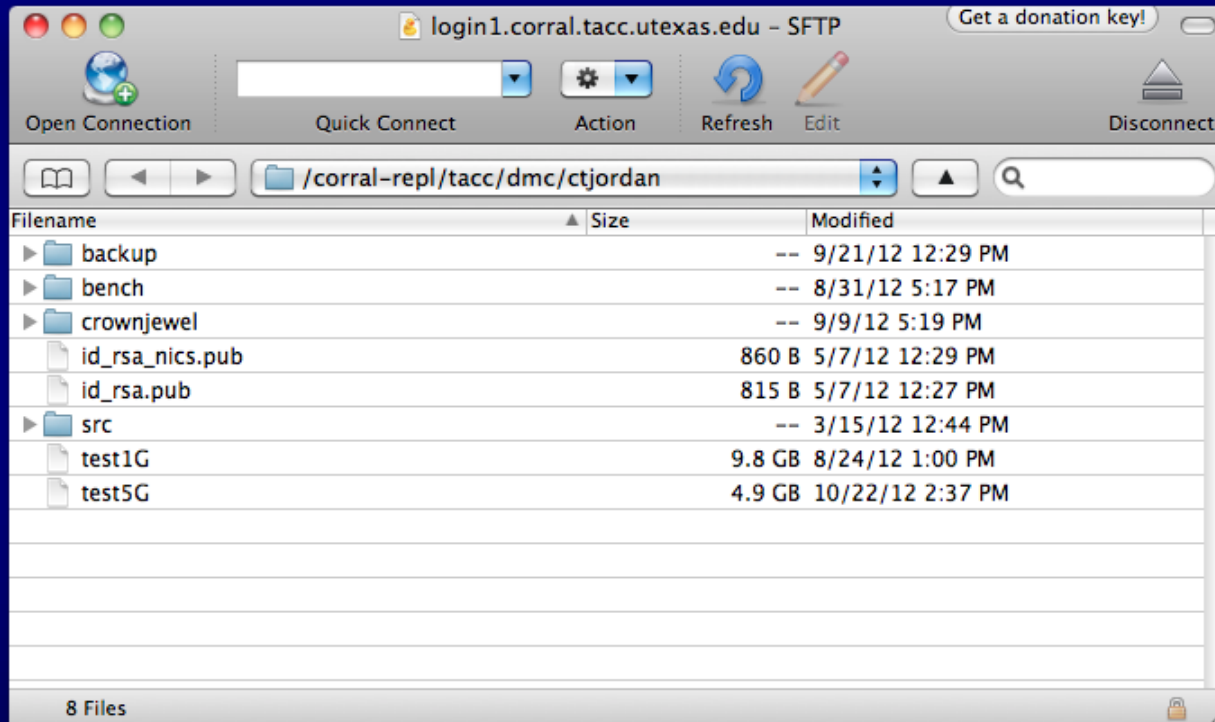 login1.corral.tacc.utexas.edu – SFTP
Get a donation key!
Open Connection
Quick Connect
Action
Refresh
Edit
Disconnect
/corral-repl/tacc/dmc/ctjordan
Filename Size Modified
backup -- 9/21/12 12:29 PM
bench -- 8/31/12 5:17 PM
crownjewel -- 9/9/12 5:19 PM
id_rsa_nics.pub 860 B 5/7/12 12:29 PM
id_rsa.pub 815 B 5/7/12 12:27 PM
src -- 3/15/12 12:44 PM
test1G 9.8 GB 8/24/12 1:00 PM
test5G 4.9 GB 10/22/12 2:37 PM
8 Files